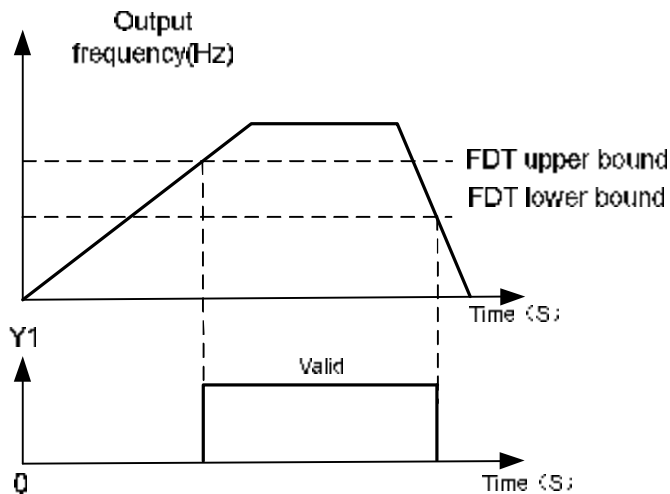 Output
frequency(Hz)
FDT upper bound
FDT lower bound
Time (S)
Y1
Valid
0
Time (S)